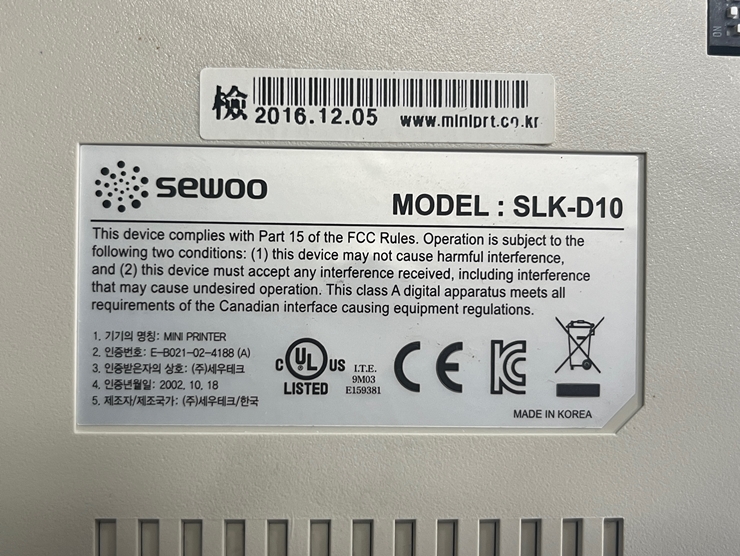 ON
檢
2016.12.05 www.miniprt.co.kr
sewoo
MODEL : SLK-D10
This device complies with Part 15 of the FCC Rules. Operation is subject to the
following two conditions: (1) this device may not cause harmful interference,
and (2) this device must accept any interference received, including interference
that may cause undesired operation. This class A digital apparatus meets all
requirements of the Canadian interface causing equipment regulations.
1. 기기의 명칭: MINI PRINTER
2. 인증번호: E-B021-02-4188 (A)
3. 인증받은자의 상호: (주)세우테크
4. 인증년월일: 2002. 10. 18
5. 제조자/제조국가: (주)세우테크/한국
C UL US
LISTED
I.T.E.
9M03
E159381
CE
KC
MADE IN KOREA